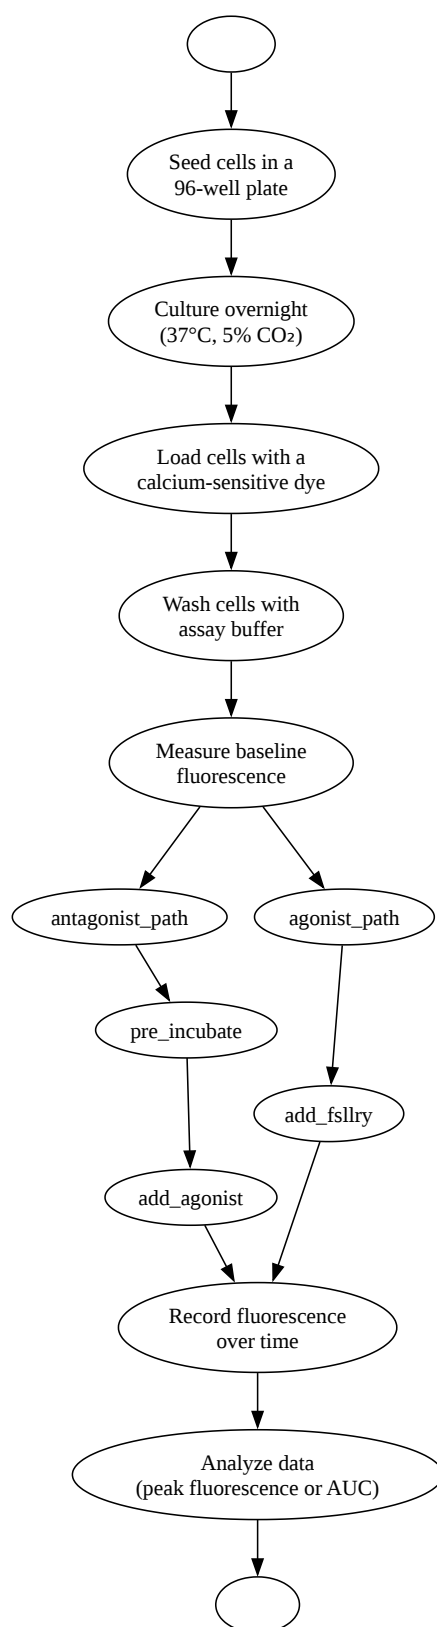 Seed cells in a
96-well plate
Culture overnight
(37°C, 5% CO₂)
Load cells with a
calcium-sensitive dye
Wash cells with
assay buffer
Measure baseline
fluorescence
antagonist_path
agonist_path
pre_incubate
add_fsllry
add_agonist
Record fluorescence
over time
Analyze data
(peak fluorescence or AUC)